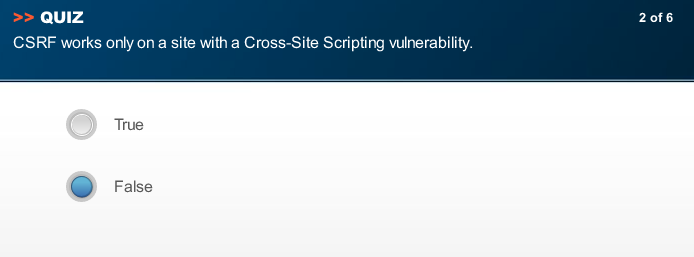 >> QUIZ
2 of 6
CSRF works only on a site with a Cross-Site Scripting vulnerability.
True
False